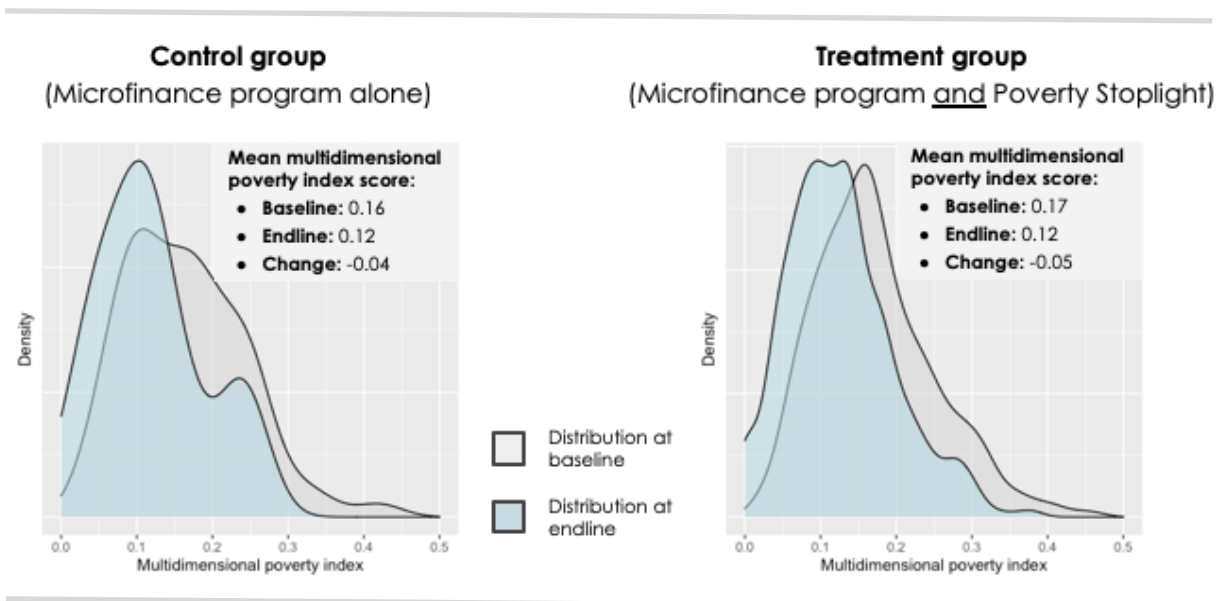 Control group
(Microfinance program alone)
Mean multidimensional
poverty index score:
• Baseline: 0.16
• Endline: 0.12
• Change: -0.04
Density
0.0 0.1 0.2 0.3 0.4 0.5
Multidimensional poverty index
Distribution at
baseline
Distribution at
endline
Treatment group
(Microfinance program and Poverty Stoplight)
Mean multidimensional
poverty index score:
• Baseline: 0.17
• Endline: 0.12
• Change: -0.05
Density
0.0 0.1 0.2 0.3 0.4 0.5
Multidimensional poverty index